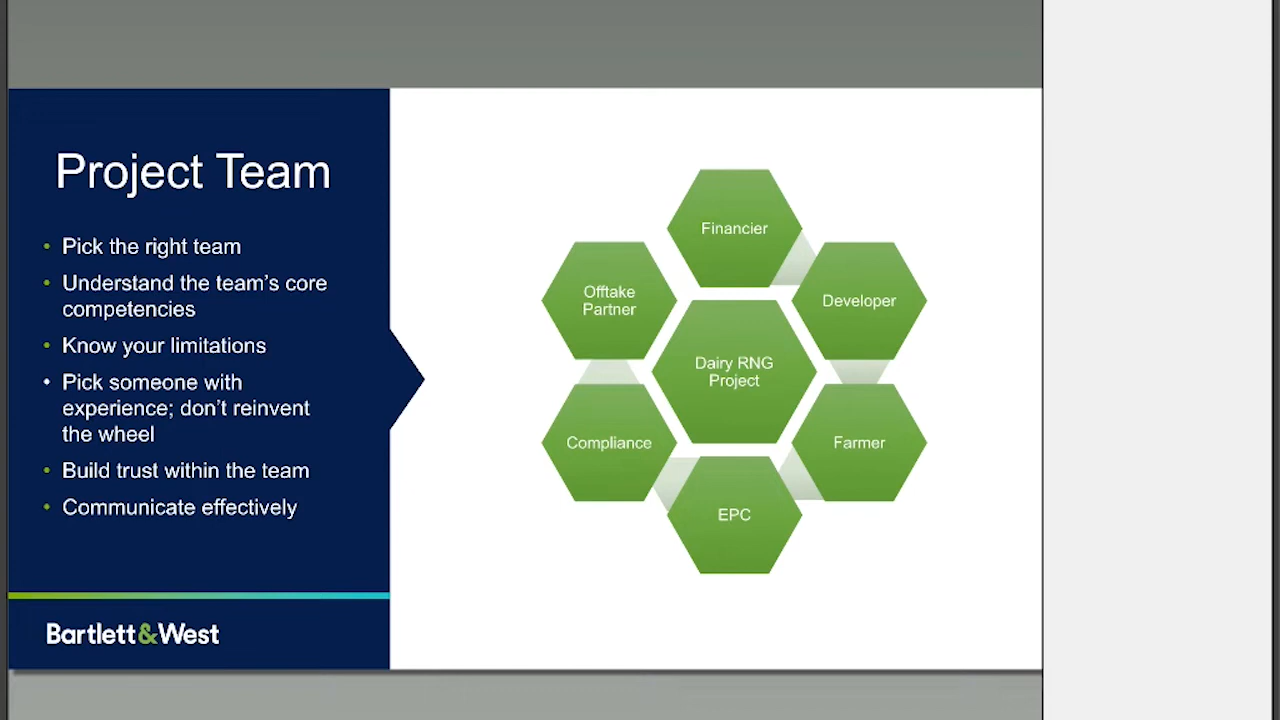 Project Team
• Pick the right team
• Understand the team's core
competencies
• Know your limitations
• Pick someone with
experience; don't reinvent
the wheel
• Build trust within the team
• Communicate effectively
Bartlett&West
Financier
Offtake
Partner
Developer
Dairy RNG
Project
Compliance
Farmer
EPC